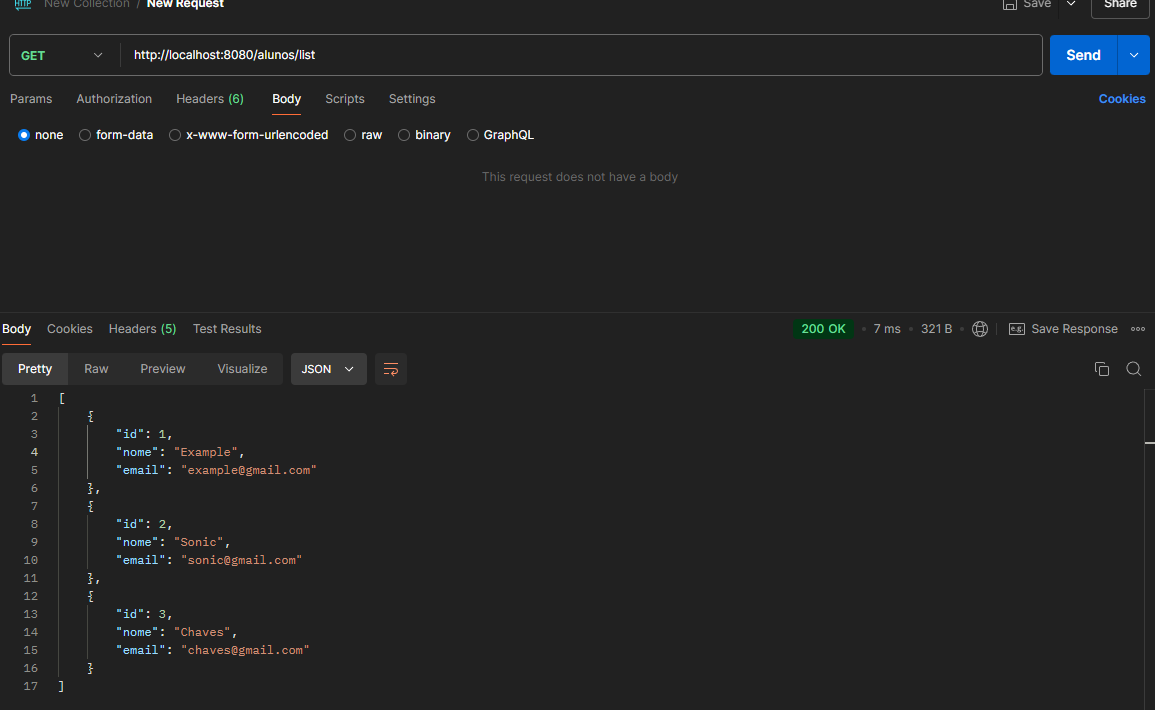 HTTP New Collection / New Request Save Share
GET http://localhost:8080/alunos/list Send
Params Authorization Headers (6) Body Scripts Settings Cookies
none form-data x-www-form-urlencoded raw binary GraphQL
This request does not have a body
Body Cookies Headers (5) Test Results 200 OK • 7 ms • 321 B • e.g. Save Response
Pretty Raw Preview Visualize JSON
1 [
2 {
3 "id": 1,
4 "nome": "Example",
5 "email": "example@gmail.com"
6 },
7 {
8 "id": 2,
9 "nome": "Sonic",
10 "email": "sonic@gmail.com"
11 },
12 {
13 "id": 3,
14 "nome": "Chaves",
15 "email": "chaves@gmail.com"
16 }
17 ]